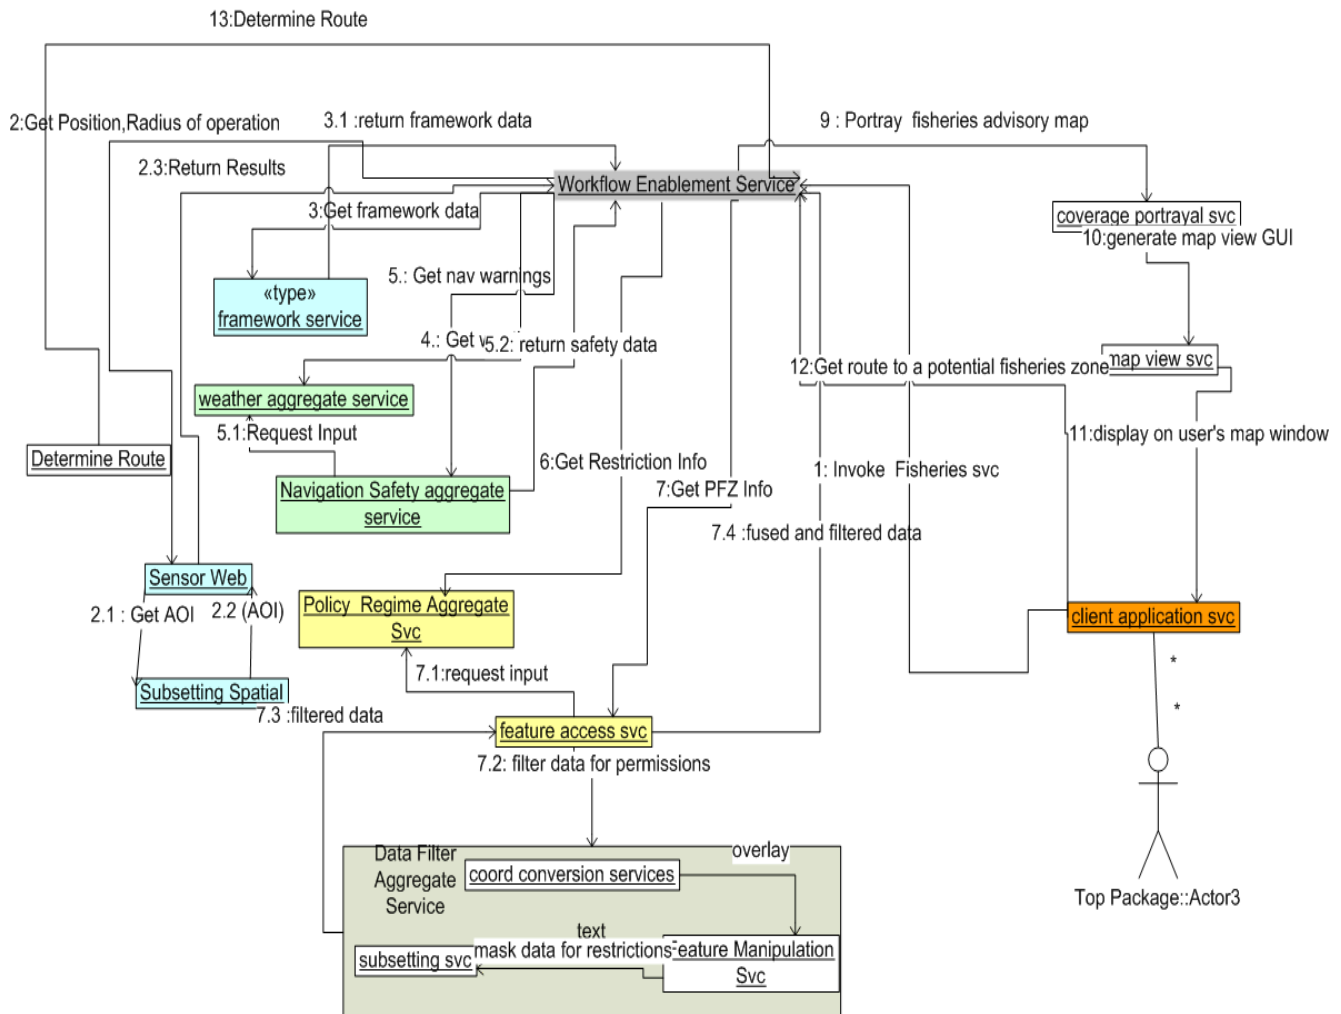 13:Determine Route
2:Get Position,Radius of operation
3.1 :return framework data
9 : Portray fisheries advisory map
2.3:Return Results
Workflow Enablement Service
3:Get framework data
coverage portrayal svc
10:generate map view GUI
5.: Get nav warnings
«type»
framework service
4.: Get
5.2: return safety data
12:Get route to a potential fisheries zone
map view svc
weather aggregate service
5.1:Request Input
11:display on user's map window
Determine Route
6:Get Restriction Info
1: Invoke Fisheries svc
Navigation Safety aggregate
service
7:Get PFZ Info
7.4 :fused and filtered data
Sensor Web
2.1 : Get AOI
2.2 (AOI)
Policy Regime Aggregate
Svc
client application svc
*
7.1:request input
Subsetting Spatial
7.3 :filtered data
*
feature access svc
7.2: filter data for permissions
Data Filter
Aggregate
Service
overlay
coord conversion services
Top Package::Actor3
text
mask data for restrictions
Feature Manipulation
Svc
subsetting svc